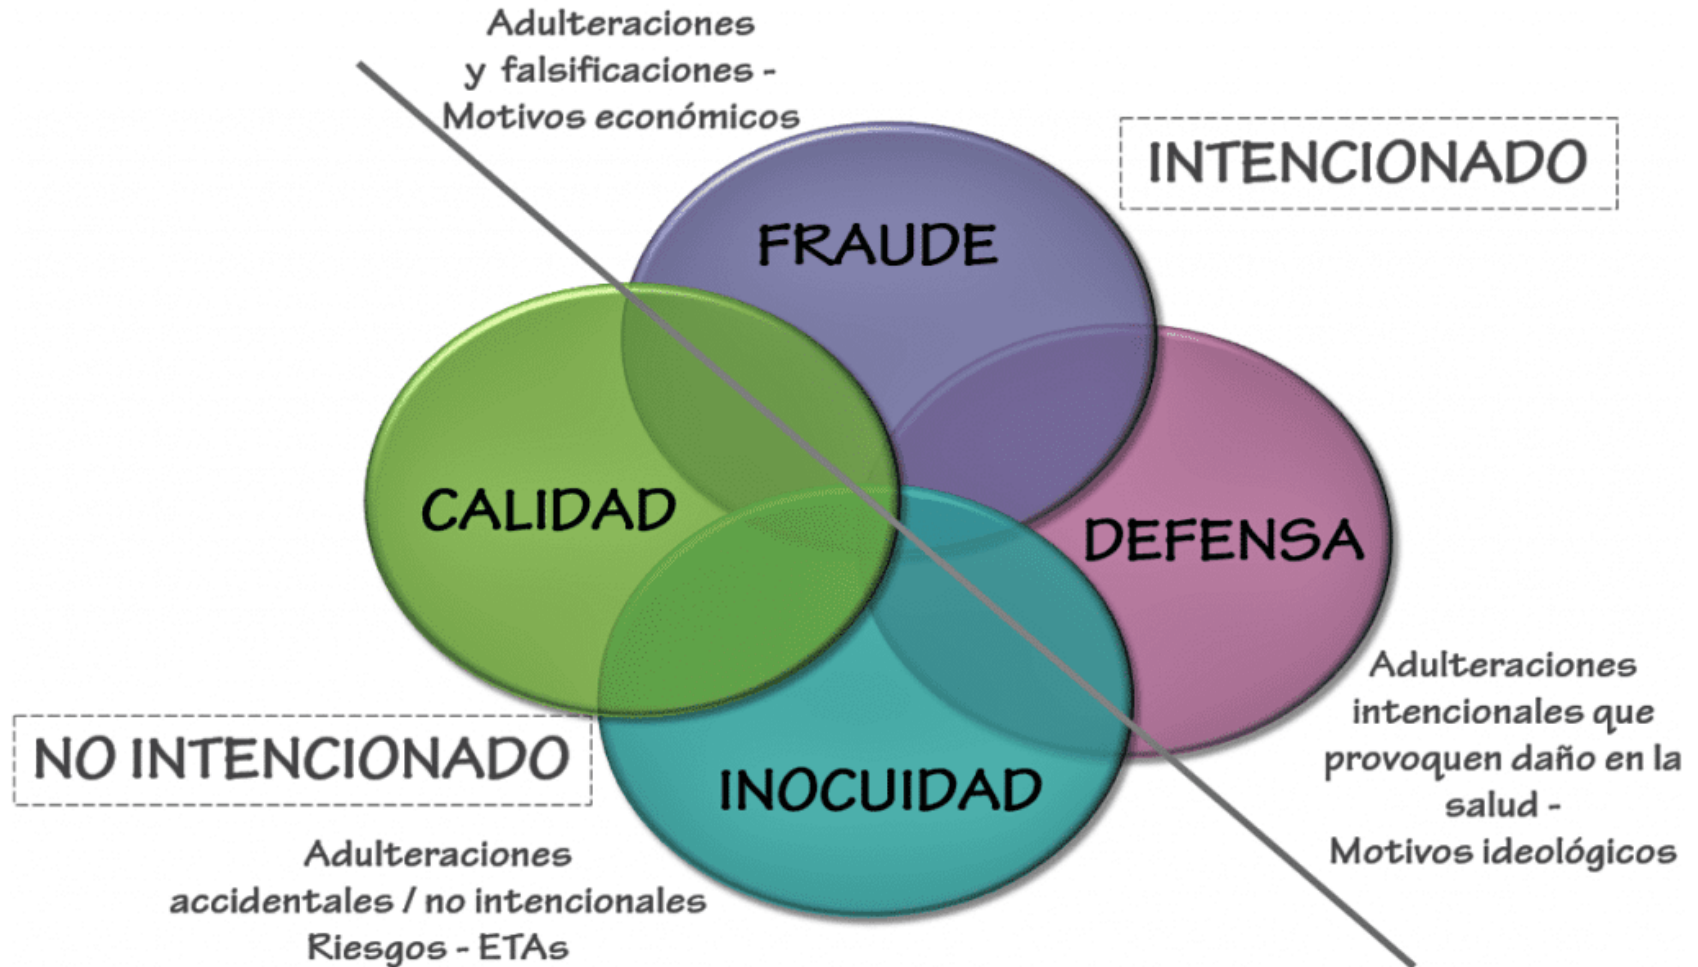 Adulteraciones
y falsificaciones -
Motivos económicos
INTENCIONADO
FRAUDE
CALIDAD
DEFENSA
Adulteraciones
intencionales que
provoquen daño en la
salud -
Motivos ideológicos
NO INTENCIONADO
INOCUIDAD
Adulteraciones
accidentales / no intencionales
Riesgos - ETAs